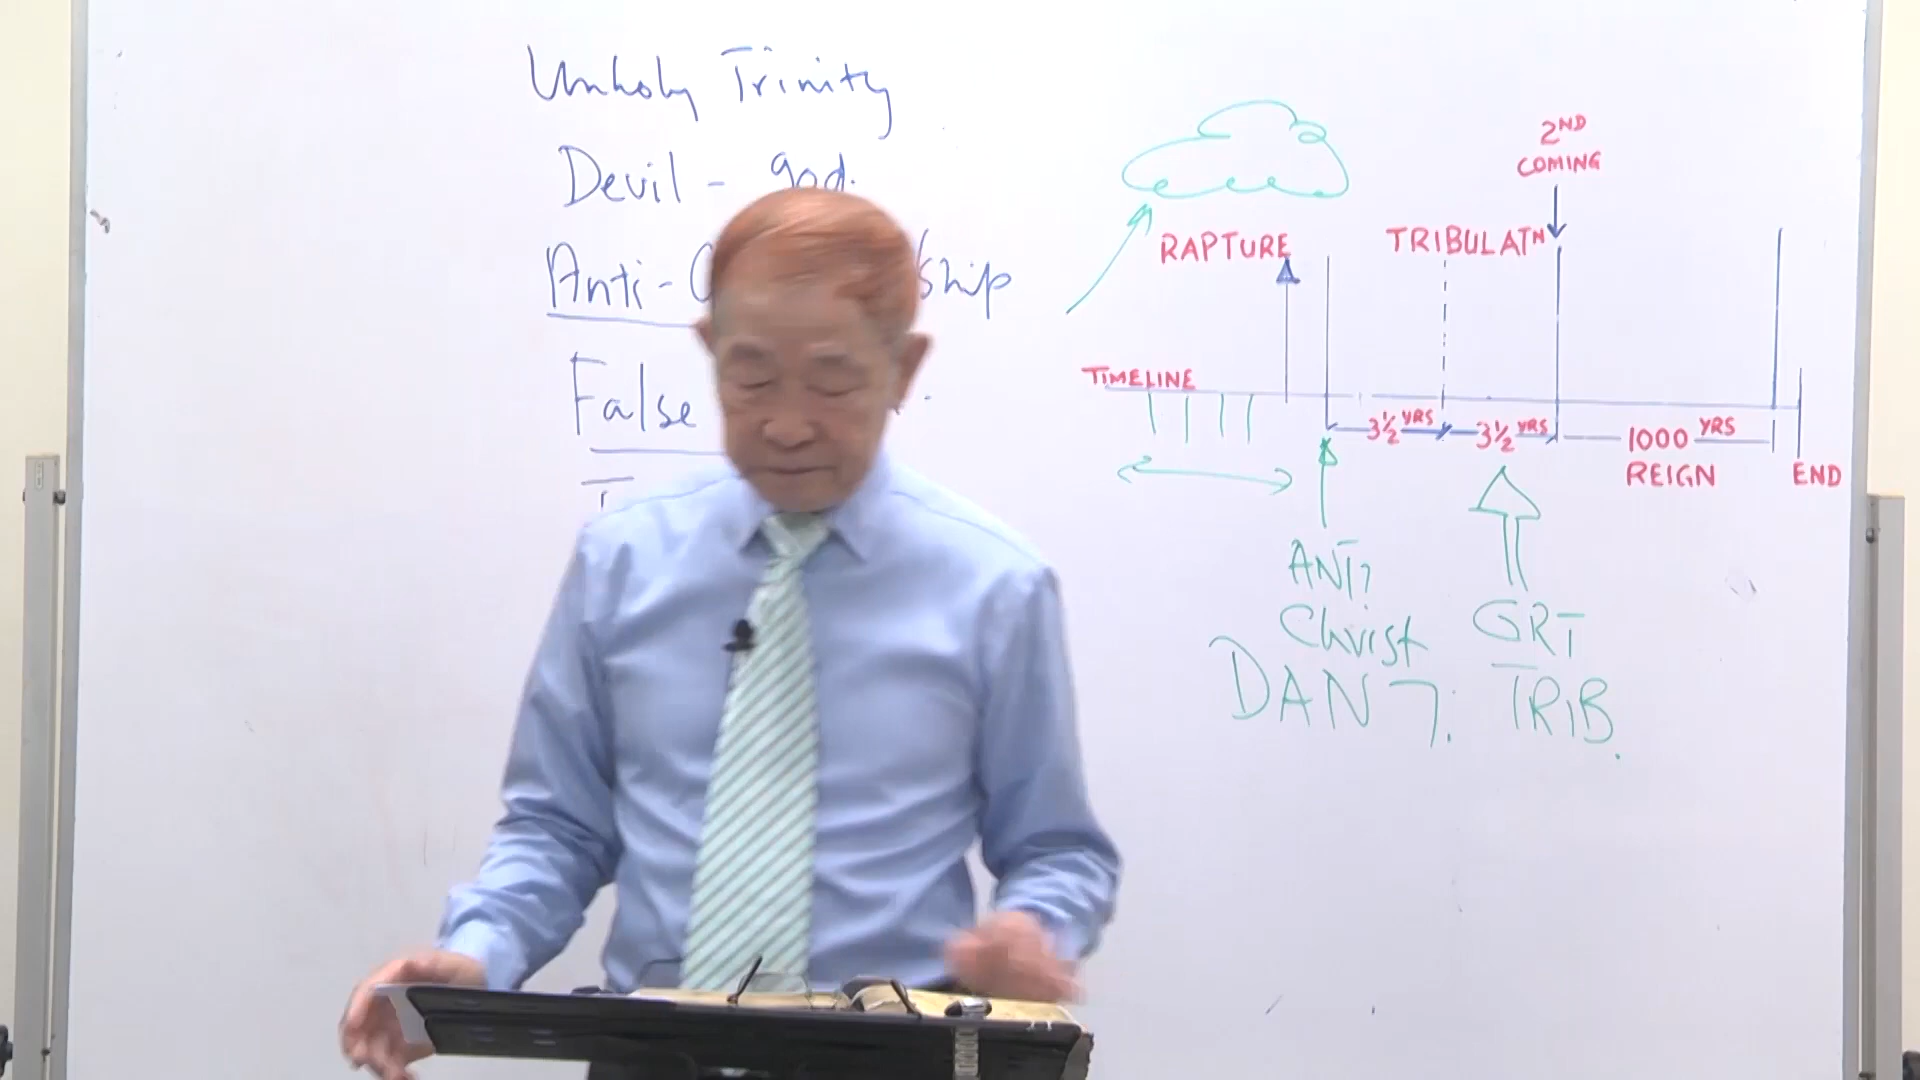 Unholy Trinity
Devil - god.
Anti-
ship
False
2ND
COMING
RAPTURE
TRIBULATN
TIMELINE
3½ YRS
3½ YRS
1000 YRS
REIGN
END
ANTI
Christ
GRT
TRIB.
DAN 7: